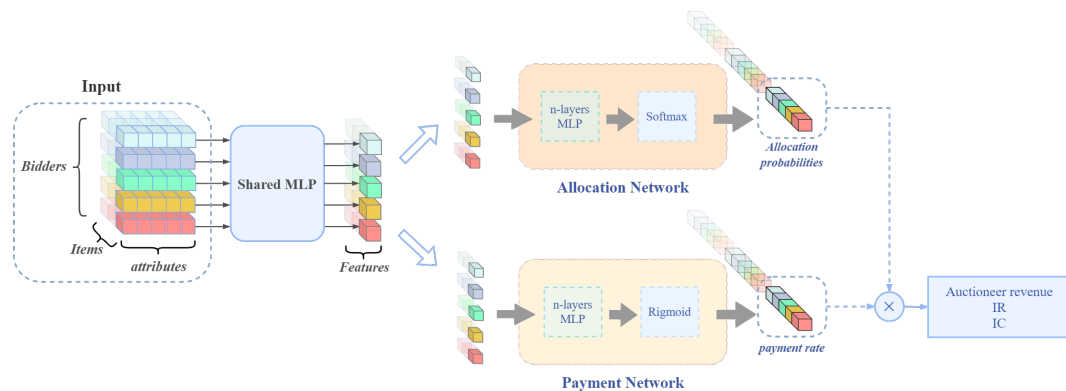 Input
Bidders
Items
attributes
Shared MLP
Features
n-layers
MLP
Softmax
Allocation Network
Allocation
probabilities
n-layers
MLP
Rigmoid
Payment Network
payment rate
×
Auctioneer revenue
IR
IC